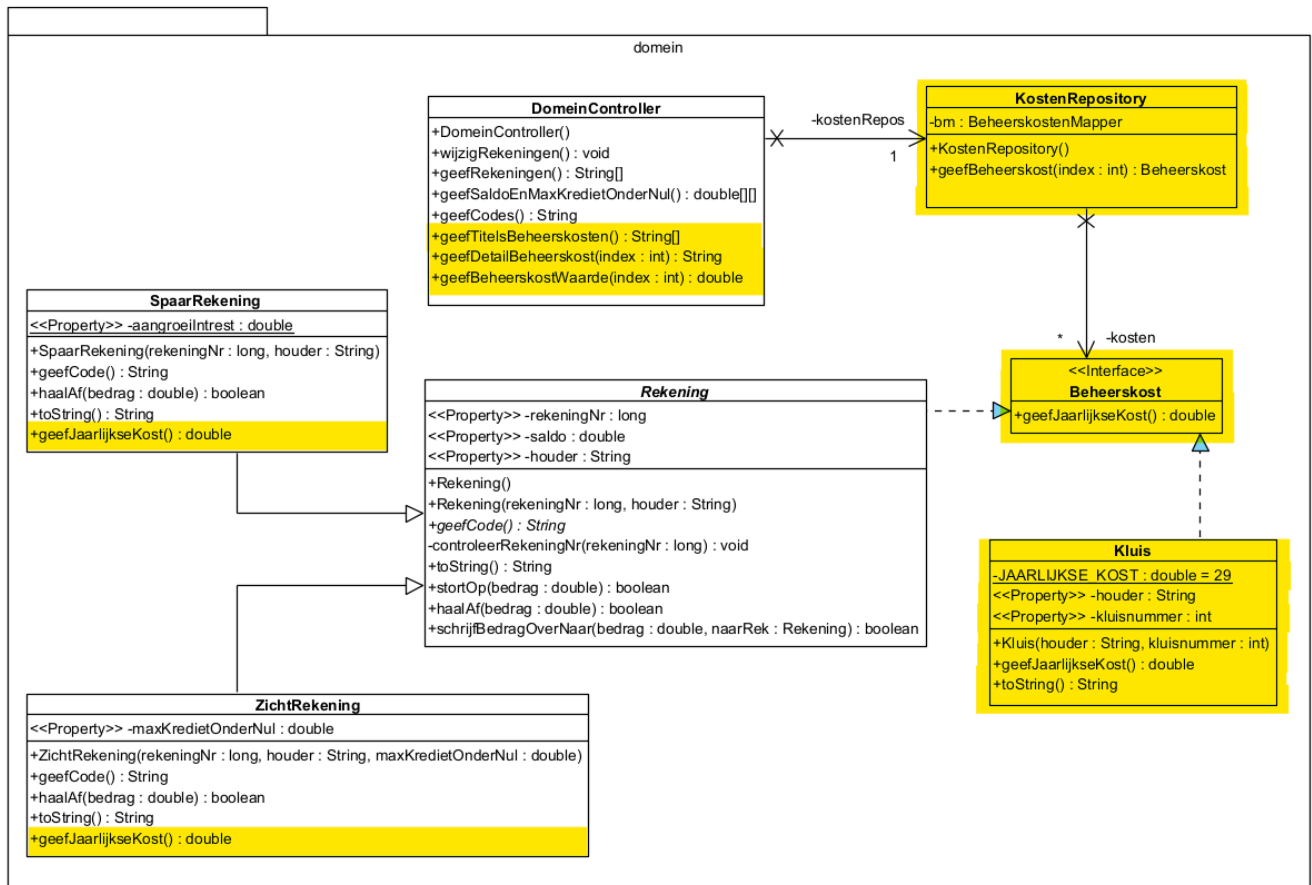 domein
DomeinController
+DomeinController()
+wijzigRekeningen() : void
+geefRekeningen() : String[]
+geefSaldoEnMaxKredietOnderNul() : double[][]
+geefCodes() : String
+geefTitelsBeheerskosten() : String[]
+geefDetailBeheerskost(index : int) : String
+geefBeheerskostWaarde(index : int) : double
-kostenRepos
1
KostenRepository
-bm : BeheerskostenMapper
+KostenRepository()
+geefBeheerskost(index : int) : Beheerskost
* -kosten
<<Interface>>
Beheerskost
+geefJaarlijkseKost() : double
SpaarRekening
<<Property>> -aangroeiIntrest : double
+SpaarRekening(rekeningNr : long, houder : String)
+geefCode() : String
+haalAf(bedrag : double) : boolean
+toString() : String
+geefJaarlijkseKost() : double
Rekening
<<Property>> -rekeningNr : long
<<Property>> -saldo : double
<<Property>> -houder : String
+Rekening()
+Rekening(rekeningNr : long, houder : String)
+geefCode() : String
-controleerRekeningNr(rekeningNr : long) : void
+toString() : String
+stortOp(bedrag : double) : boolean
+haalAf(bedrag : double) : boolean
+schrijfBedragOverNaar(bedrag : double, naarRek : Rekening) : boolean
Kluis
-JAARLIJKSE_KOST : double = 29
<<Property>> -houder : String
<<Property>> -kluisnummer : int
+Kluis(houder : String, kluisnummer : int)
+geefJaarlijkseKost() : double
+toString() : String
ZichtRekening
<<Property>> -maxKredietOnderNul : double
+ZichtRekening(rekeningNr : long, houder : String, maxKredietOnderNul : double)
+geefCode() : String
+haalAf(bedrag : double) : boolean
+toString() : String
+geefJaarlijkseKost() : double